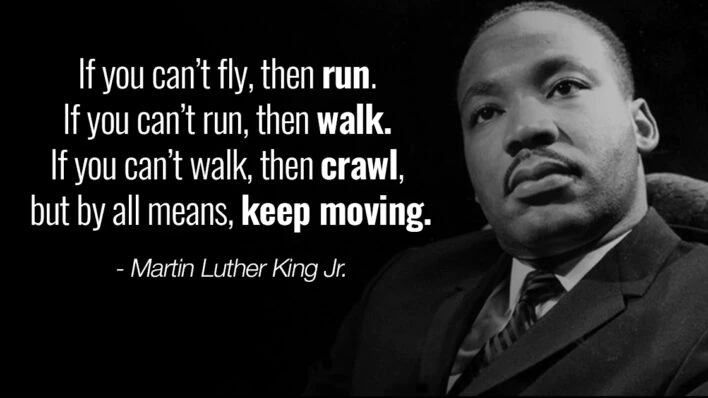 If you can’t fly, then run.
If you can’t run, then walk.
If you can’t walk, then crawl,
but by all means, keep moving.
- Martin Luther King Jr.